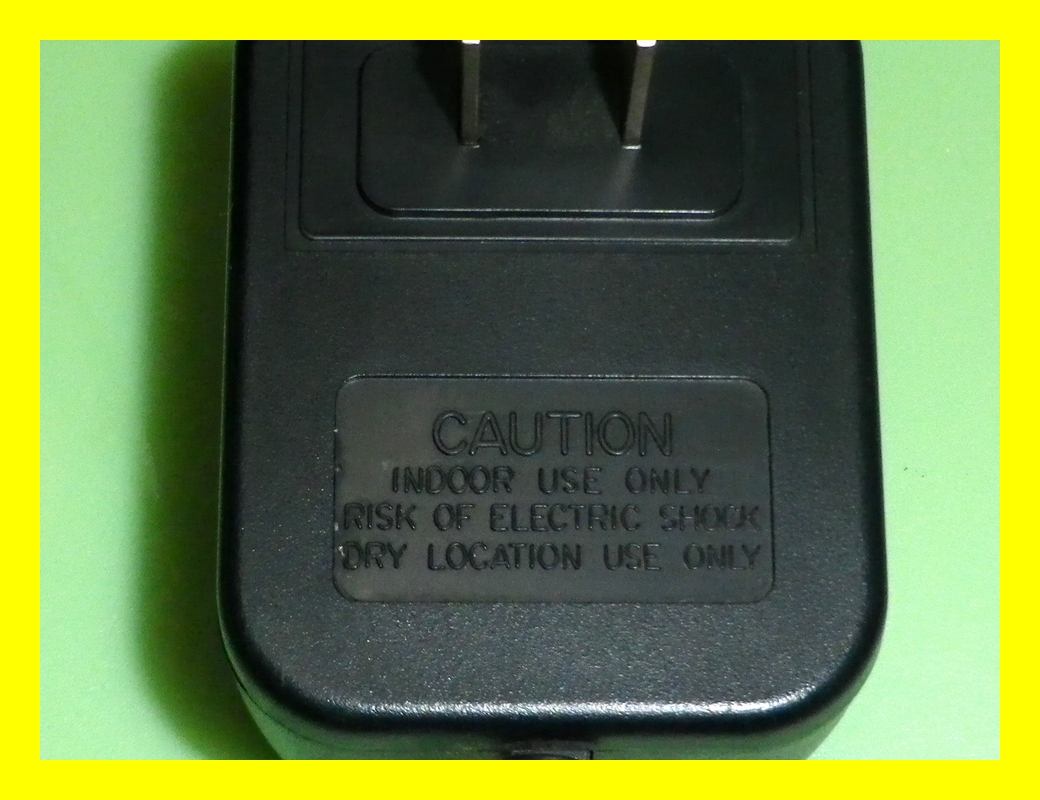 CAUTION
INDOOR USE ONLY
RISK OF ELECTRIC SHOCK
DRY LOCATION USE ONLY